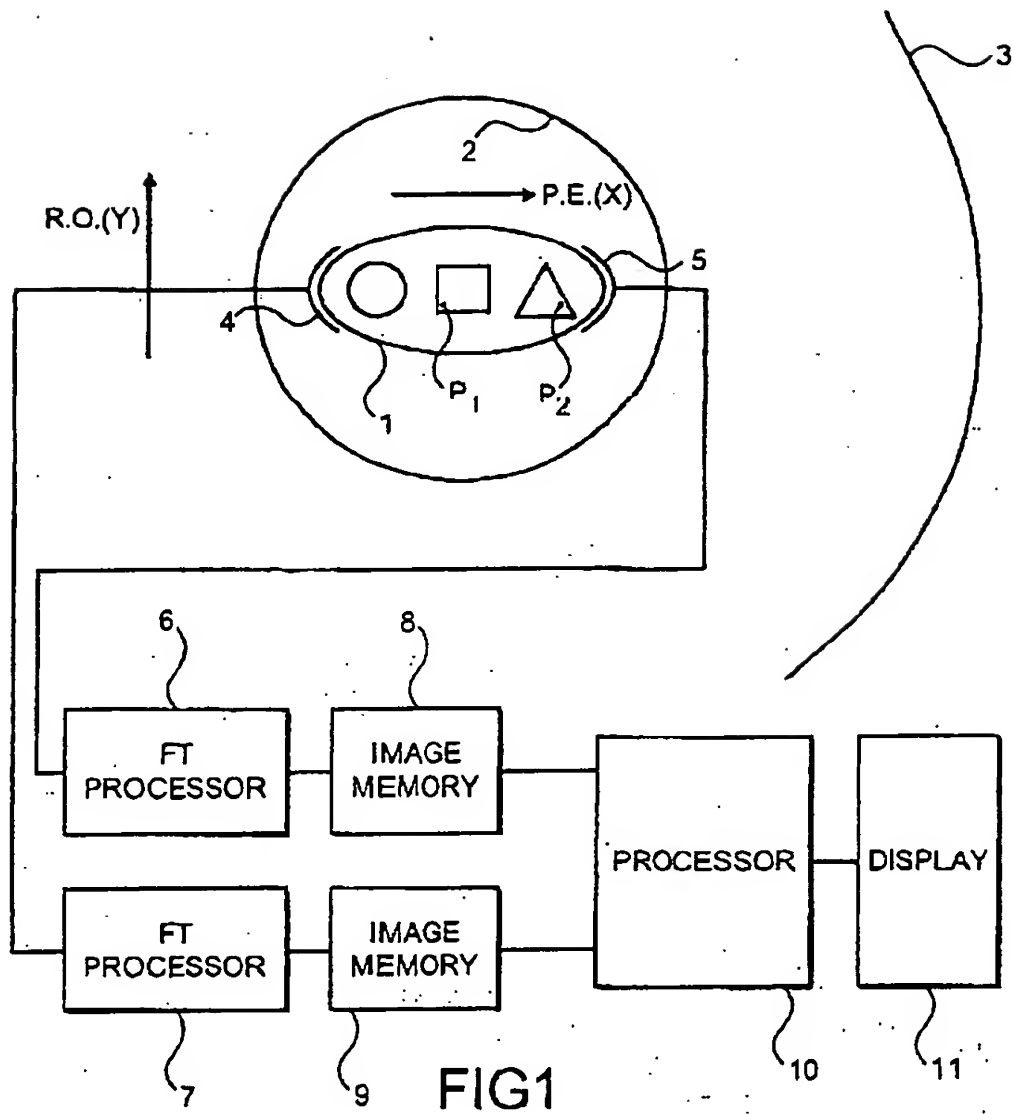 3
2
P.E.(X)
R.O.(Y)
5
4
1
P1
P2
6
8
FT
PROCESSOR
IMAGE
MEMORY
PROCESSOR
DISPLAY
FT
PROCESSOR
IMAGE
MEMORY
7
9
10
11
FIG1